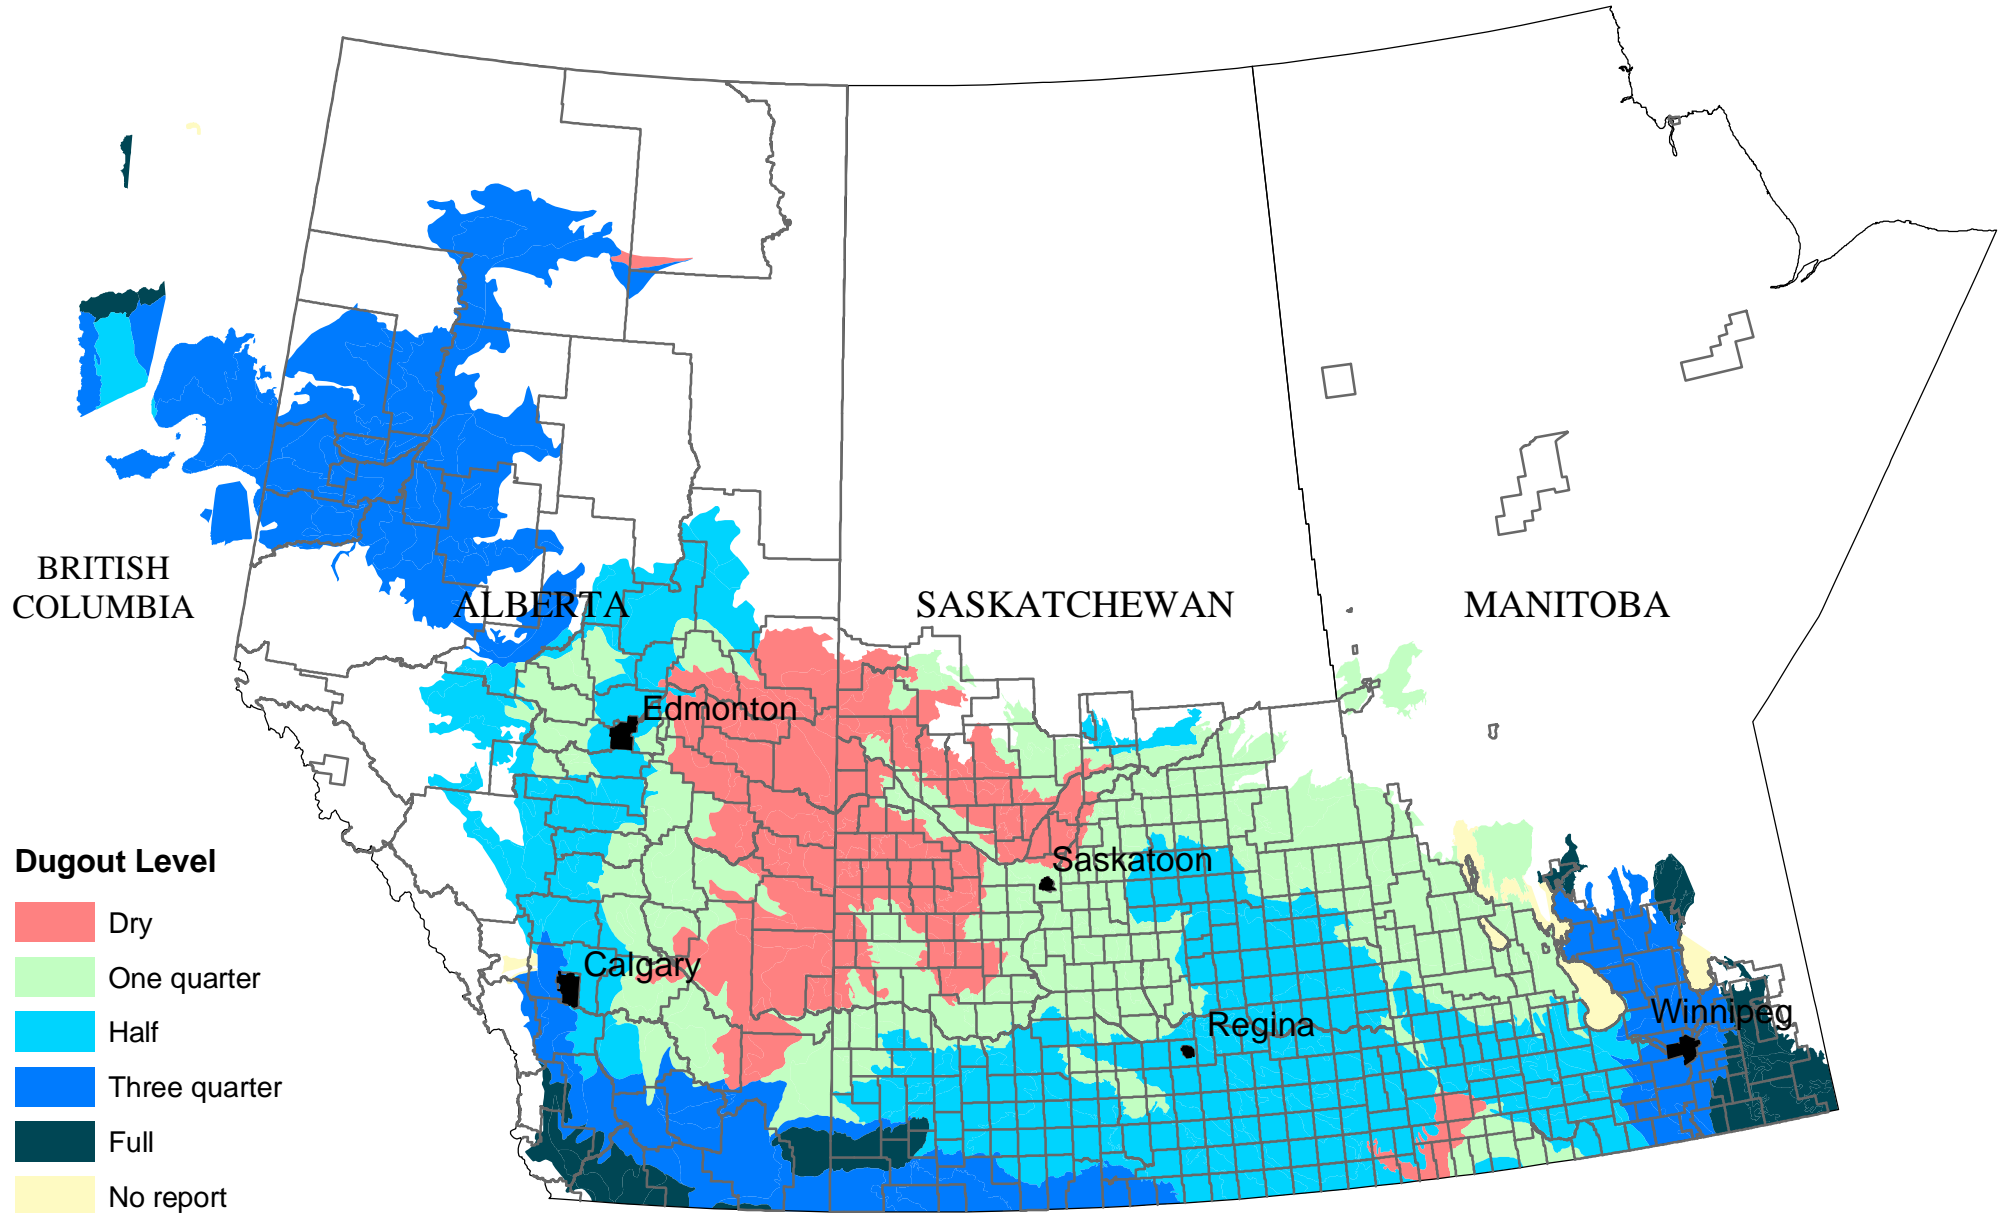 BRITISH
COLUMBIA
ALBERTA
SASKATCHEWAN
MANITOBA
Edmonton
Saskatoon
Calgary
Regina
Winnipeg
Dugout Level
Dry
One quarter
Half
Three quarter
Full
No report